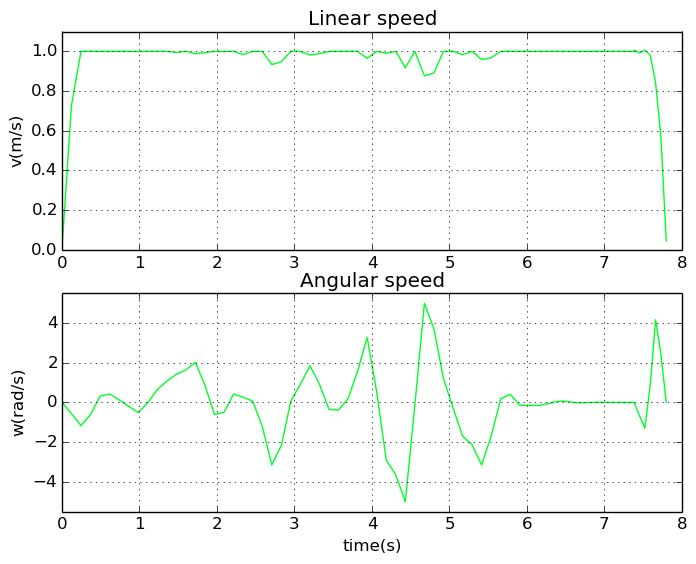 Linear speed
1.0
0.8
0.6
0.4
0.2
0.0
v(m/s)
0 1 2 3 4 5 6 7 8
Angular speed
4
2
0
−2
−4
w(rad/s)
0 1 2 3 4 5 6 7 8
time(s)